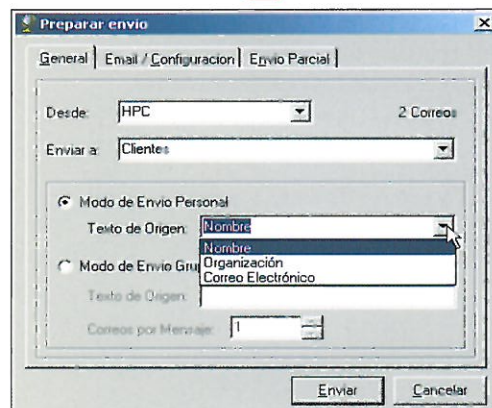 Preparar envio
General Email / Configuracion Envio Parcial
Desde: HPC 2 Correos
Enviar a: Clientes
Modo de Envio Personal
Texto de Origen: Nombre
Nombre
Modo de Envio Gru Organización
Correo Electrónico
Texto de Origen:
Correos por Mensaje: 1
Enviar Cancelar